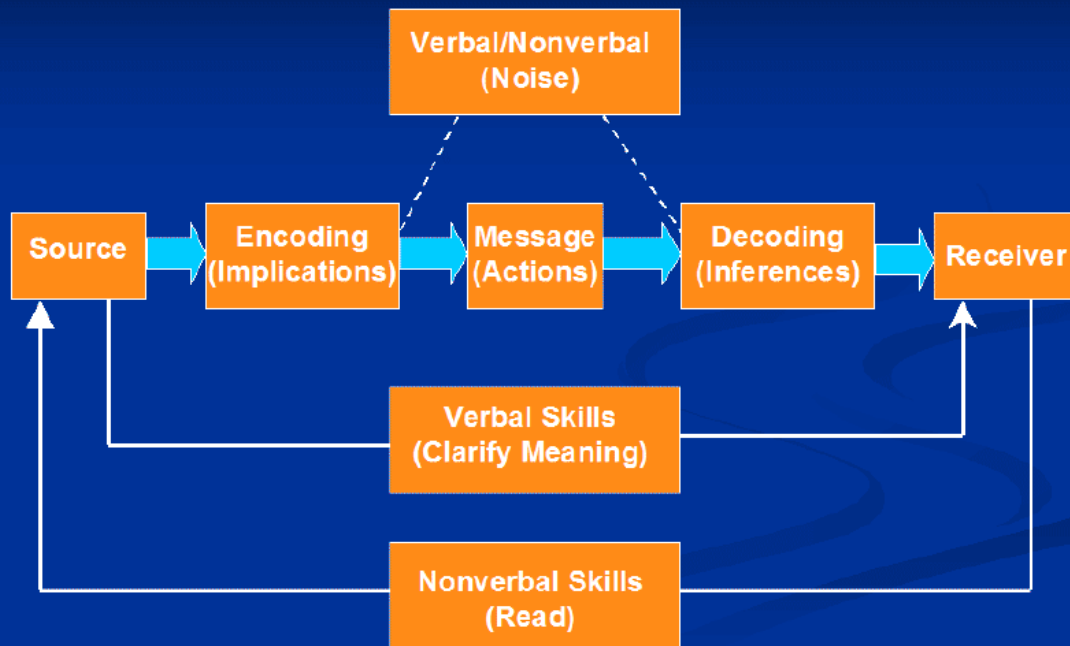 Verbal/Nonverbal
(Noise)
Source
Encoding
(Implications)
Message
(Actions)
Decoding
(Inferences)
Receiver
Verbal Skills
(Clarify Meaning)
Nonverbal Skills
(Read)